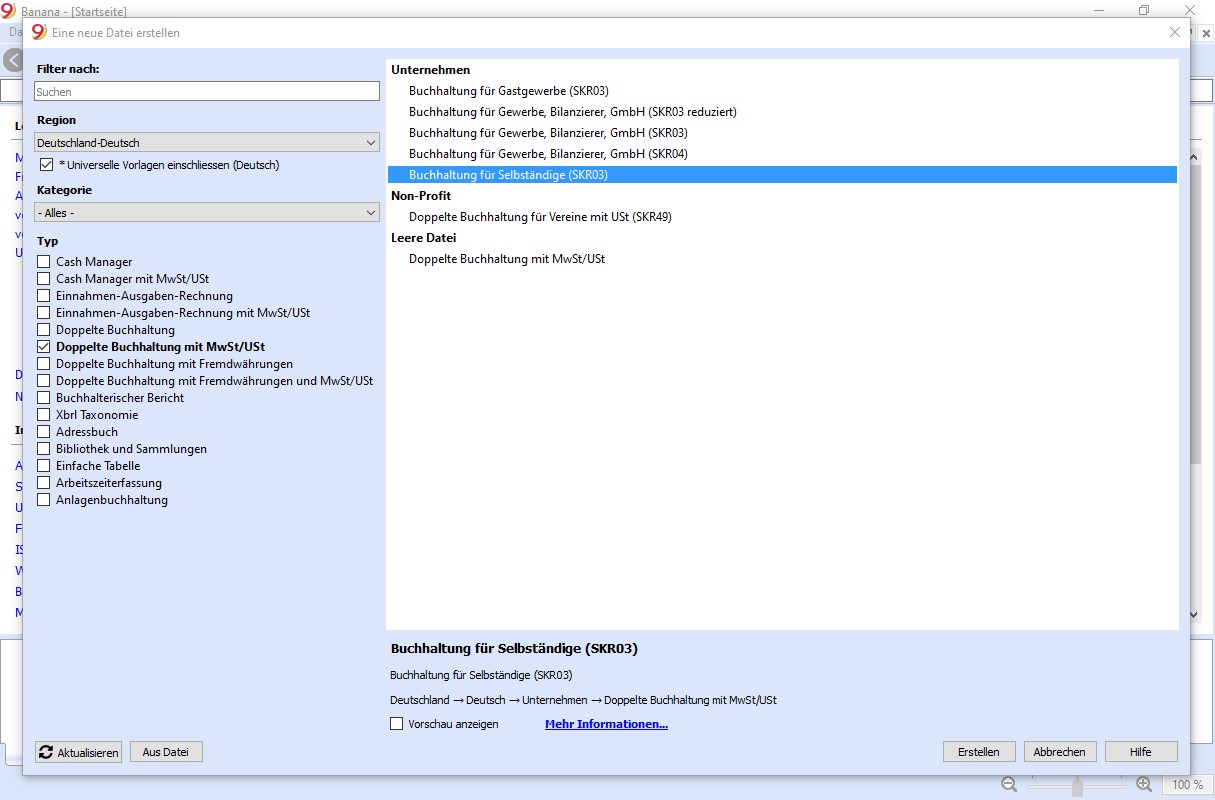 Banana - [Startseite]
Eine neue Datei erstellen
Filter nach:
Suchen
Region
Deutschland-Deutsch
* Universelle Vorlagen einschliessen (Deutsch)
Kategorie
- Alles -
Typ
Cash Manager
Cash Manager mit MwSt/USt
Einnahmen-Ausgaben-Rechnung
Einnahmen-Ausgaben-Rechnung mit MwSt/USt
Doppelte Buchhaltung
Doppelte Buchhaltung mit MwSt/USt
Doppelte Buchhaltung mit Fremdwährungen
Doppelte Buchhaltung mit Fremdwährungen und MwSt/USt
Buchhalterischer Bericht
Xbrl Taxonomie
Adressbuch
Bibliothek und Sammlungen
Einfache Tabelle
Arbeitszeiterfassung
Anlagenbuchhaltung
Unternehmen
Buchhaltung für Gastgewerbe (SKR03)
Buchhaltung für Gewerbe, Bilanzierer, GmbH (SKR03 reduziert)
Buchhaltung für Gewerbe, Bilanzierer, GmbH (SKR03)
Buchhaltung für Gewerbe, Bilanzierer, GmbH (SKR04)
Buchhaltung für Selbständige (SKR03)
Non-Profit
Doppelte Buchhaltung für Vereine mit USt (SKR49)
Leere Datei
Doppelte Buchhaltung mit MwSt/USt
Buchhaltung für Selbständige (SKR03)
Buchhaltung für Selbständige (SKR03)
Deutschland → Deutsch → Unternehmen → Doppelte Buchhaltung mit MwSt/USt
Vorschau anzeigen Mehr Informationen...
Aktualisieren Aus Datei Erstellen Abbrechen Hilfe
100 %